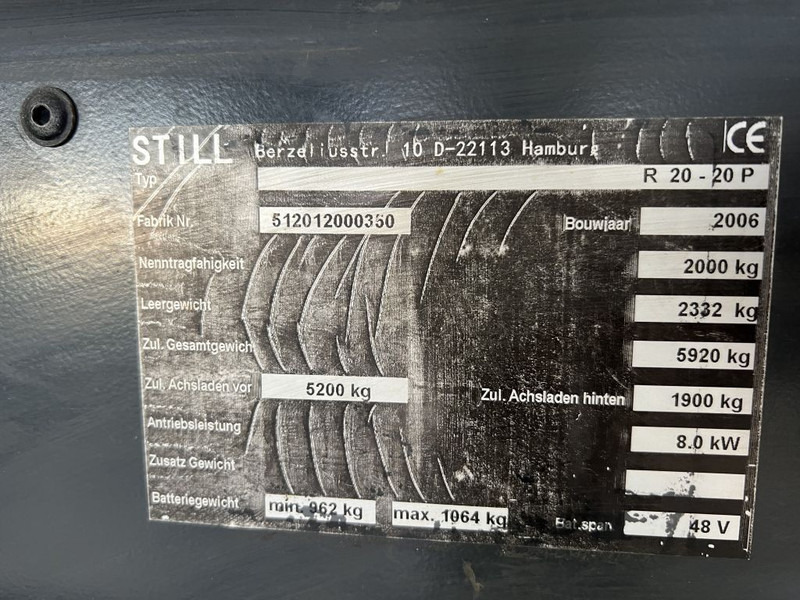 STILL Berzeliusstr. 10 D-22113 Hamburg CE
Typ R 20 - 20 P
Fabrik Nr. 512012000350 Bouwjaar 2006
Nenntragfahigkeit 2000 kg
Leergewicht 2332 kg
Zul. Gesamtgewich 5920 kg
Zul. Achsladen vor 5200 kg Zul. Achsladen hinten 1900 kg
Antriebsleistung 8.0 kW
Zusatz Gewicht
Batteriegewicht min. 962 kg max. 1064 kg Bat.span 48 V